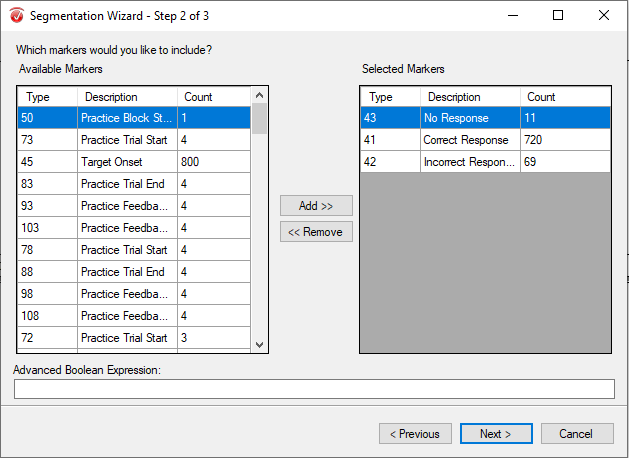 Segmentation Wizard - Step 2 of 3
Which markers would you like to include?
Available Markers
Type Description Count
50 Practice Block St... 1
73 Practice Trial Start 4
45 Target Onset 800
83 Practice Trial End 4
93 Practice Feedba... 4
103 Practice Feedba... 4
78 Practice Trial Start 4
88 Practice Trial End 4
98 Practice Feedba... 4
108 Practice Feedba... 4
72 Practice Trial Start 3
Add >>
<< Remove
Selected Markers
Type Description Count
43 No Response 11
41 Correct Response 720
42 Incorrect Respon... 69
Advanced Boolean Expression:
< Previous
Next >
Cancel